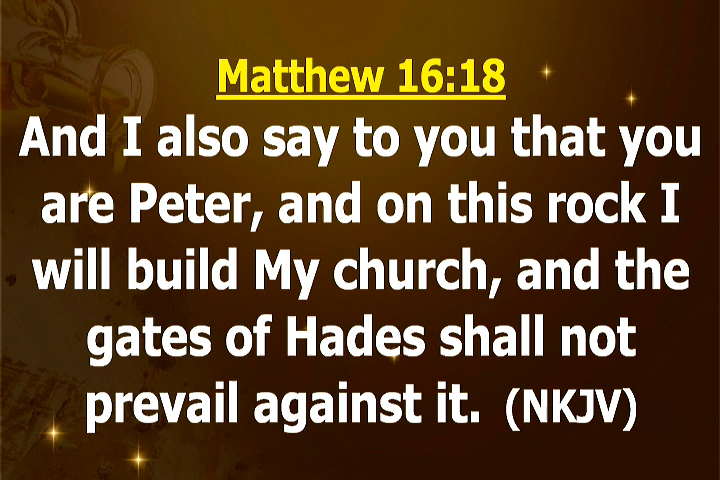 Matthew 16:18
And I also say to you that you
are Peter, and on this rock I
will build My church, and the
gates of Hades shall not
prevail against it. (NKJV)